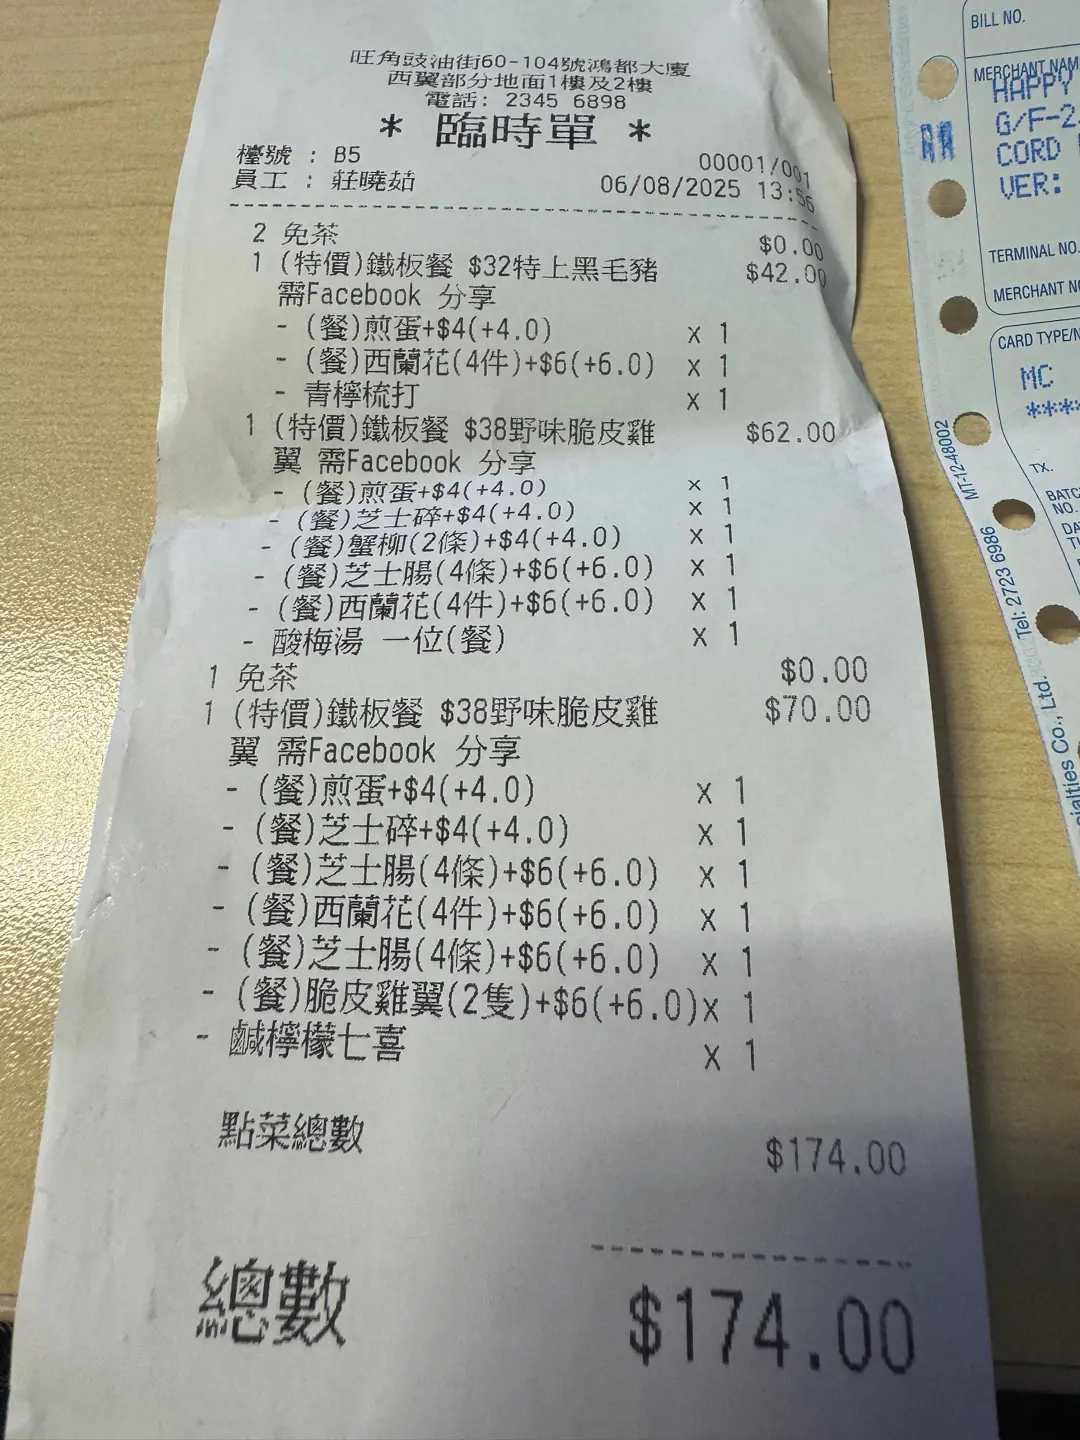 旺角豉油街60-104號鴻都大廈
西翼部分地面1樓及2樓
電話: 2345 6898
* 臨時單 *
檯號 : B5
00001/001
員工 : 莊曉茹
06/08/2025 13:56
2 免茶 $0.00
1 (特價)鐵板餐 $32特上黑毛豬 $42.00
需Facebook 分享
- (餐)煎蛋+$4(+4.0) x 1
- (餐)西蘭花(4件)+$6(+6.0) x 1
- 青檸梳打 x 1
1 (特價)鐵板餐 $38野味脆皮雞 $62.00
翼 需Facebook 分享
- (餐)煎蛋+$4(+4.0) x 1
- (餐)芝士碎+$4(+4.0) x 1
- (餐)蟹柳(2條)+$4(+4.0) x 1
- (餐)芝士腸(4條)+$6(+6.0) x 1
- (餐)西蘭花(4件)+$6(+6.0) x 1
- 酸梅湯 一位(餐) x 1
1 免茶 $0.00
1 (特價)鐵板餐 $38野味脆皮雞 $70.00
翼 需Facebook 分享
- (餐)煎蛋+$4(+4.0) x 1
- (餐)芝士碎+$4(+4.0) x 1
- (餐)芝士腸(4條)+$6(+6.0) x 1
- (餐)西蘭花(4件)+$6(+6.0) x 1
- (餐)芝士腸(4條)+$6(+6.0) x 1
- (餐)脆皮雞翼(2隻)+$6(+6.0)x 1
- 鹹檸檬七喜 x 1
點菜總數 $174.00
總數 $174.00
BILL NO.
MERCHANT NAM
HAPPY
G/F-2,
CORD
VER:
TERMINAL NO.
MERCHANT NO
CARD TYPE/N
MC
****
TX.
BATC
NO.
DA
MT-12-48002
Co., Ltd. Tel: 2723 6986